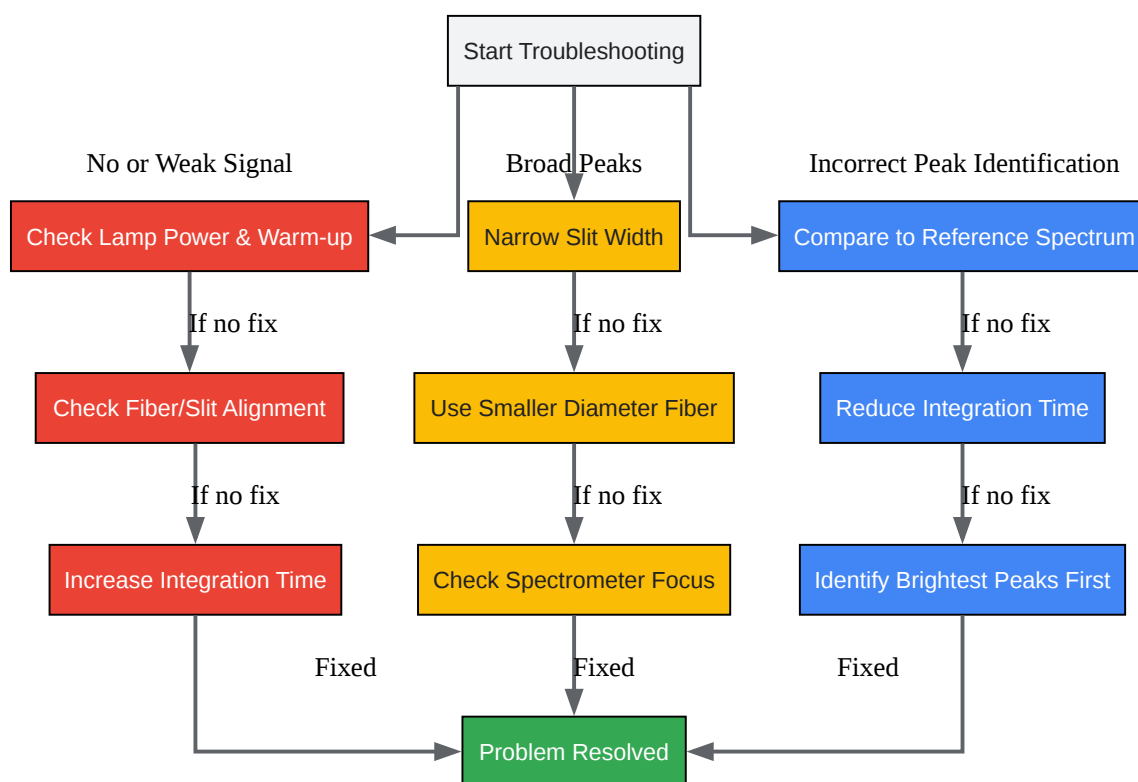 Start Troubleshooting
No or Weak Signal
Broad Peaks
Incorrect Peak Identification
Check Lamp Power & Warm-up
Narrow Slit Width
Compare to Reference Spectrum
If no fix
If no fix
If no fix
Check Fiber/Slit Alignment
Use Smaller Diameter Fiber
Reduce Integration Time
If no fix
If no fix
If no fix
Increase Integration Time
Check Spectrometer Focus
Identify Brightest Peaks First
Fixed
Fixed
Fixed
Problem Resolved